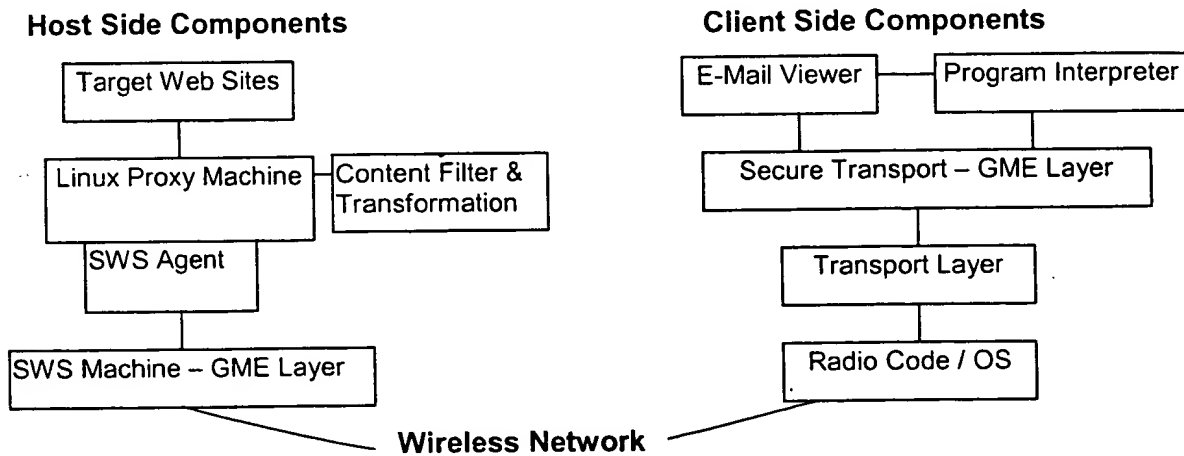 Host Side Components
Target Web Sites
Linux Proxy Machine
Content Filter &
Transformation
SWS Agent
SWS Machine – GME Layer
Client Side Components
E-Mail Viewer
Program Interpreter
Secure Transport – GME Layer
Transport Layer
Radio Code / OS
Wireless Network